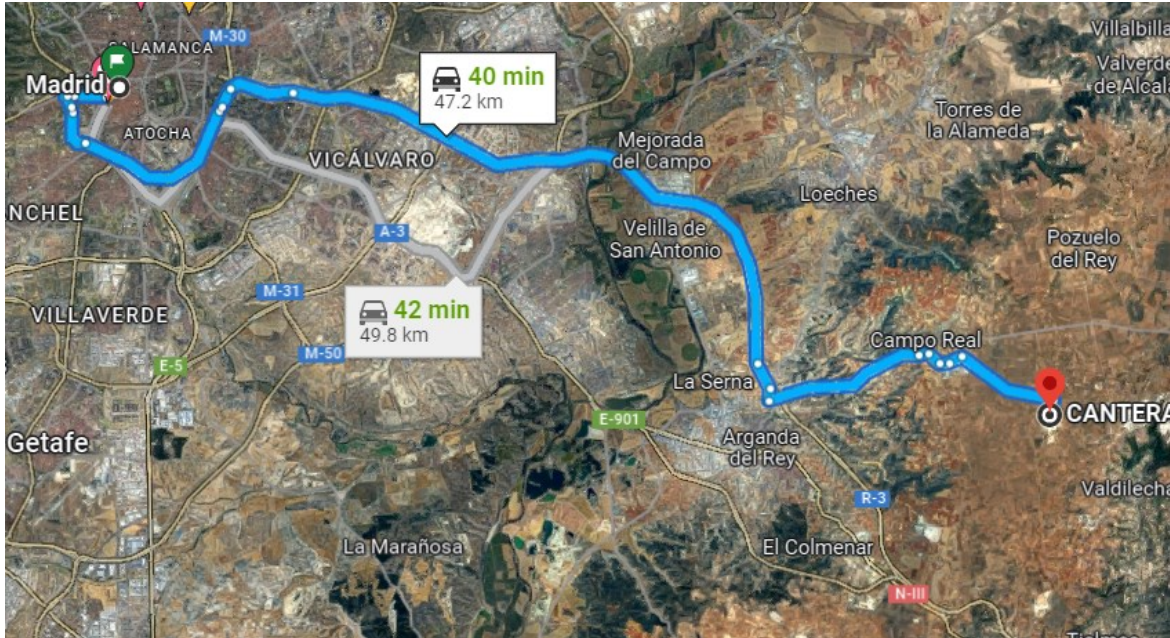 SALAMANCA
M-30
Villalbilla
Valverde
de Alcalá
Madrid
40 min
47.2 km
Torres de
la Alameda
ATOCHA
VICÁLVARO
Mejorada
del Campo
Loeches
A-3
Velilla de
San Antonio
Pozuelo
del Rey
M-31
42 min
49.8 km
VILLAVERDE
M-50
E-5
Campo Real
La Serna
CANTERA
E-901
Getafe
Arganda
del Rey
R-3
La Marañosa
El Colmenar
N-III